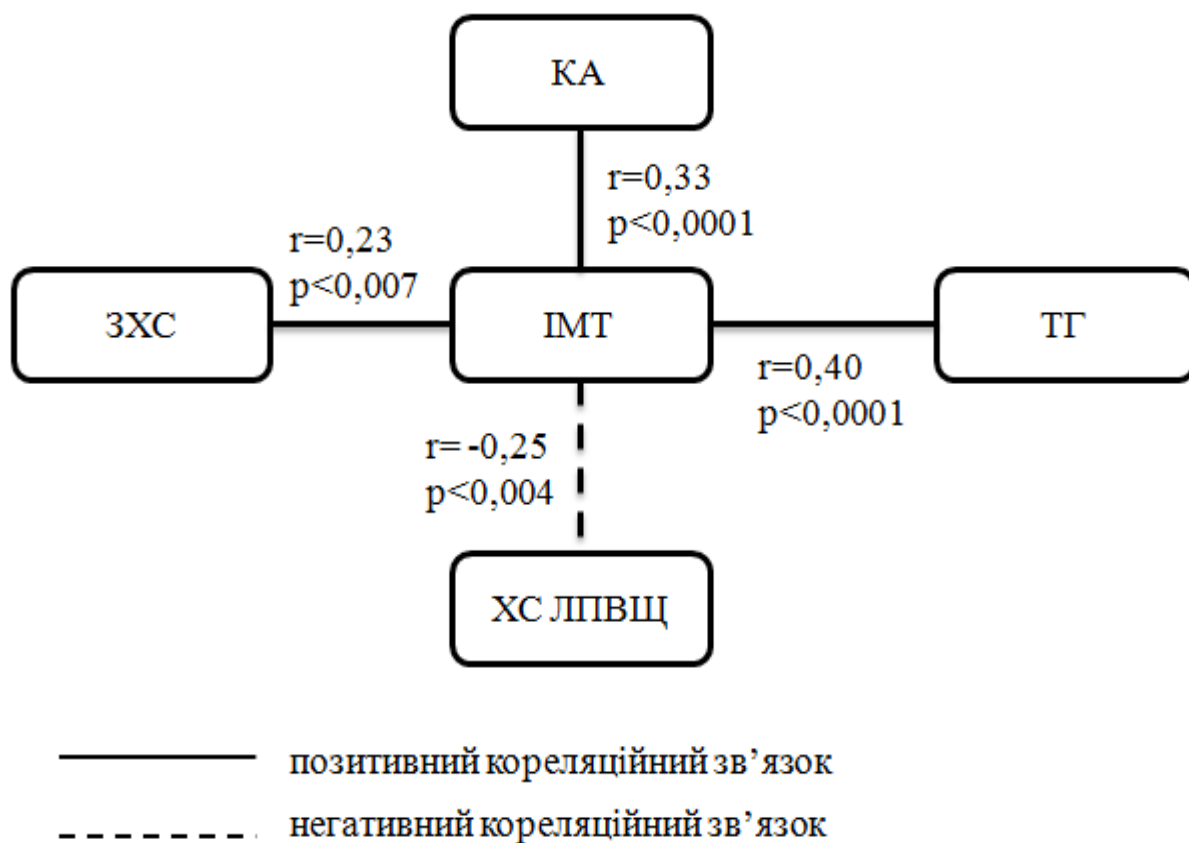 КА
r=0,33
p<0,0001
r=0,23
p<0,007
ЗХС
ІМТ
ТГ
r=0,40
p<0,0001
r= -0,25
p<0,004
ХС ЛПВЩ
позитивний кореляційний зв’язок
негативний кореляційний зв’язок